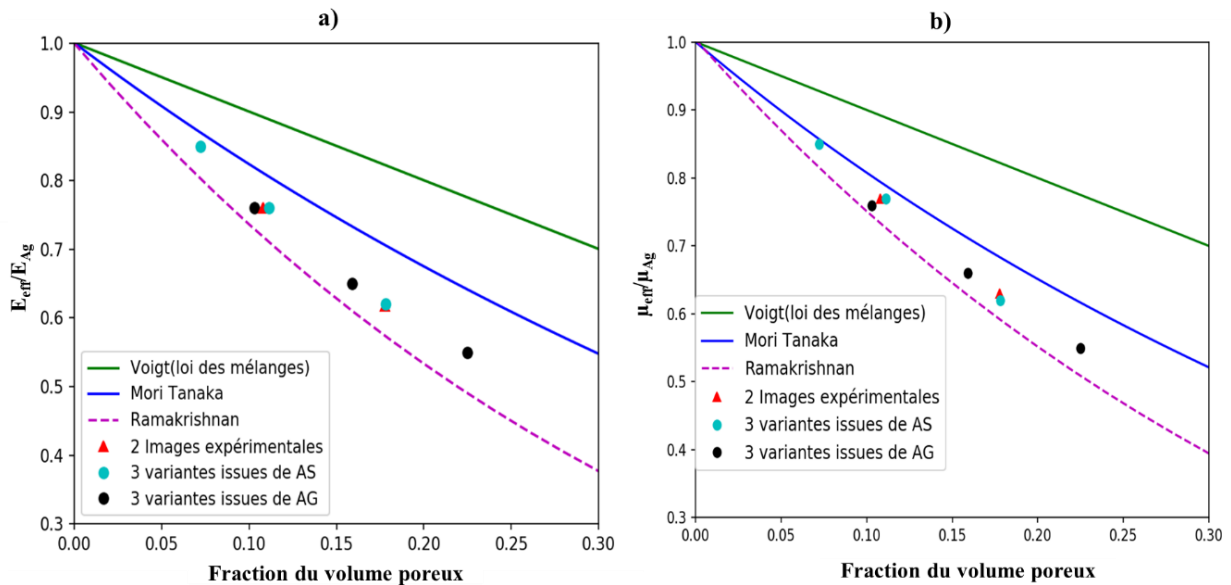 a)
1.0
0.9
0.8
0.7
0.6
0.5
0.4
0.3
E_eff/E_Ag
Voigt(loi des mélanges)
Mori Tanaka
Ramakrishnan
2 Images expérimentales
3 variantes issues de AS
3 variantes issues de AG
0.00 0.05 0.10 0.15 0.20 0.25 0.30
Fraction du volume poreux
b)
1.0
0.9
0.8
0.7
0.6
0.5
0.4
0.3
μ_eff/μ_Ag
Voigt(loi des mélanges)
Mori Tanaka
Ramakrishnan
2 Images expérimentales
3 variantes issues de AS
3 variantes issues de AG
0.00 0.05 0.10 0.15 0.20 0.25 0.30
Fraction du volume poreux